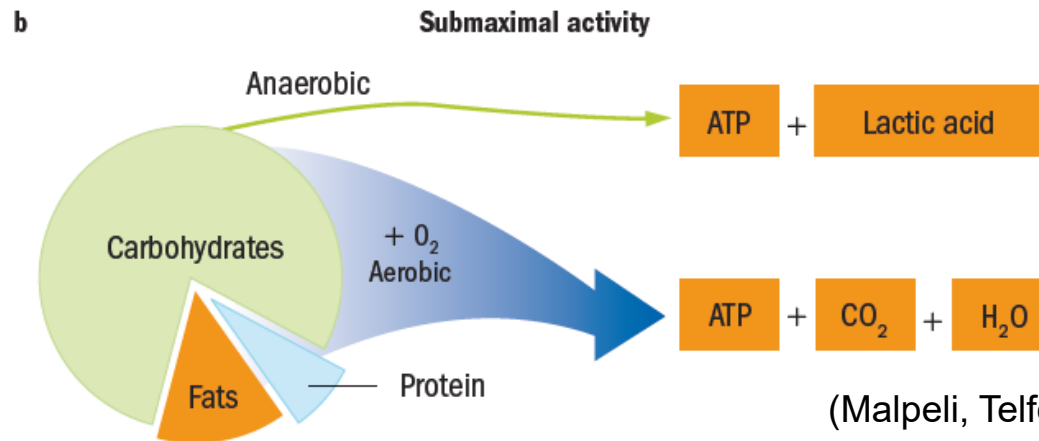 b Submaximal activity
Anaerobic
ATP + Lactic acid
Carbohydrates
+ O₂
Aerobic
ATP + CO₂ + H₂O
Fats
Protein
(Malpeli,